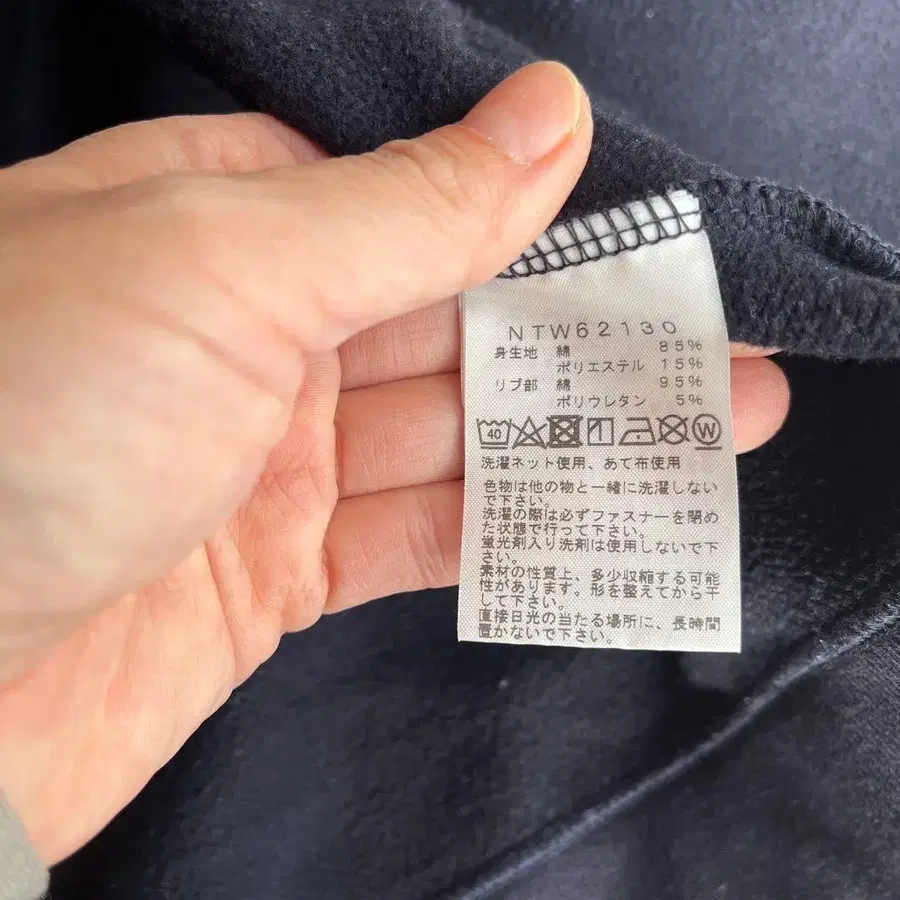 NTW62130
身生地 綿 85%
ポリエステル 15%
リブ部 綿 95%
ポリウレタン 5%
40 W
洗濯ネット使用、あて布使用
色物は他の物と一緒に洗濯しない
で下さい。
洗濯の際は必ずファスナーを閉め
た状態で行って下さい。
蛍光剤入り洗剤は使用しないで下
さい。
素材の性質上、多少収縮する可能
性があります。形を整えてから干
して下さい。
直接日光の当たる場所に、長時間
置かないで下さい。